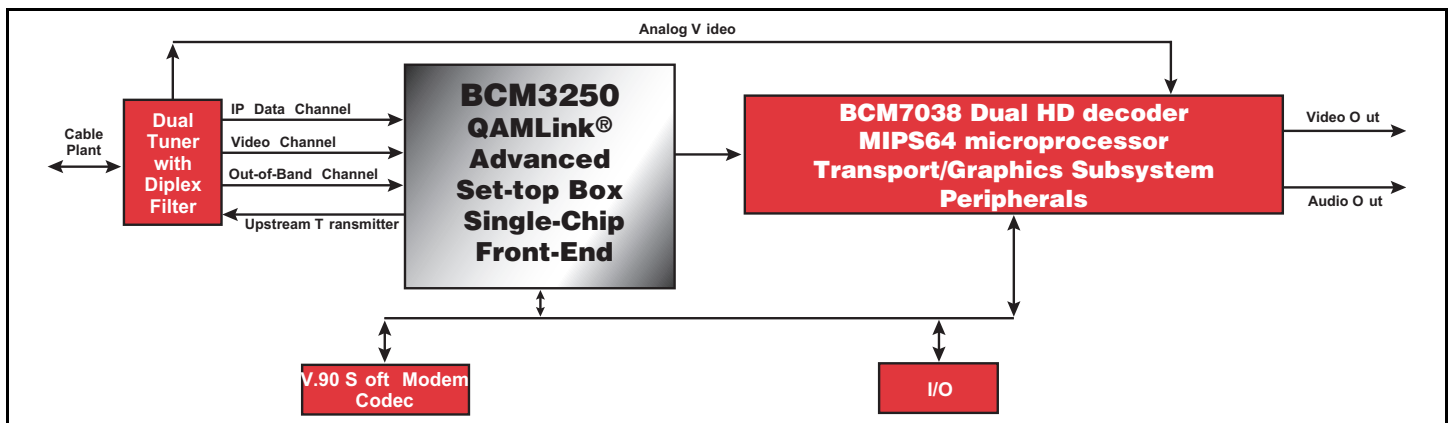 Analog V ideo
Cable
Plant
Dual
Tuner
with
Diplex
Filter
IP Data Channel
Video Channel
Out-of-Band Channel
Upstream T ransmitter
BCM3250
QAMLink®
Advanced
Set-top Box
Single-Chip
Front-End
BCM7038 Dual HD decoder
MIPS64 microprocessor
Transport/Graphics Subsystem
Peripherals
Video O ut
Audio O ut
V.90 S oft Modem
Codec
I/O